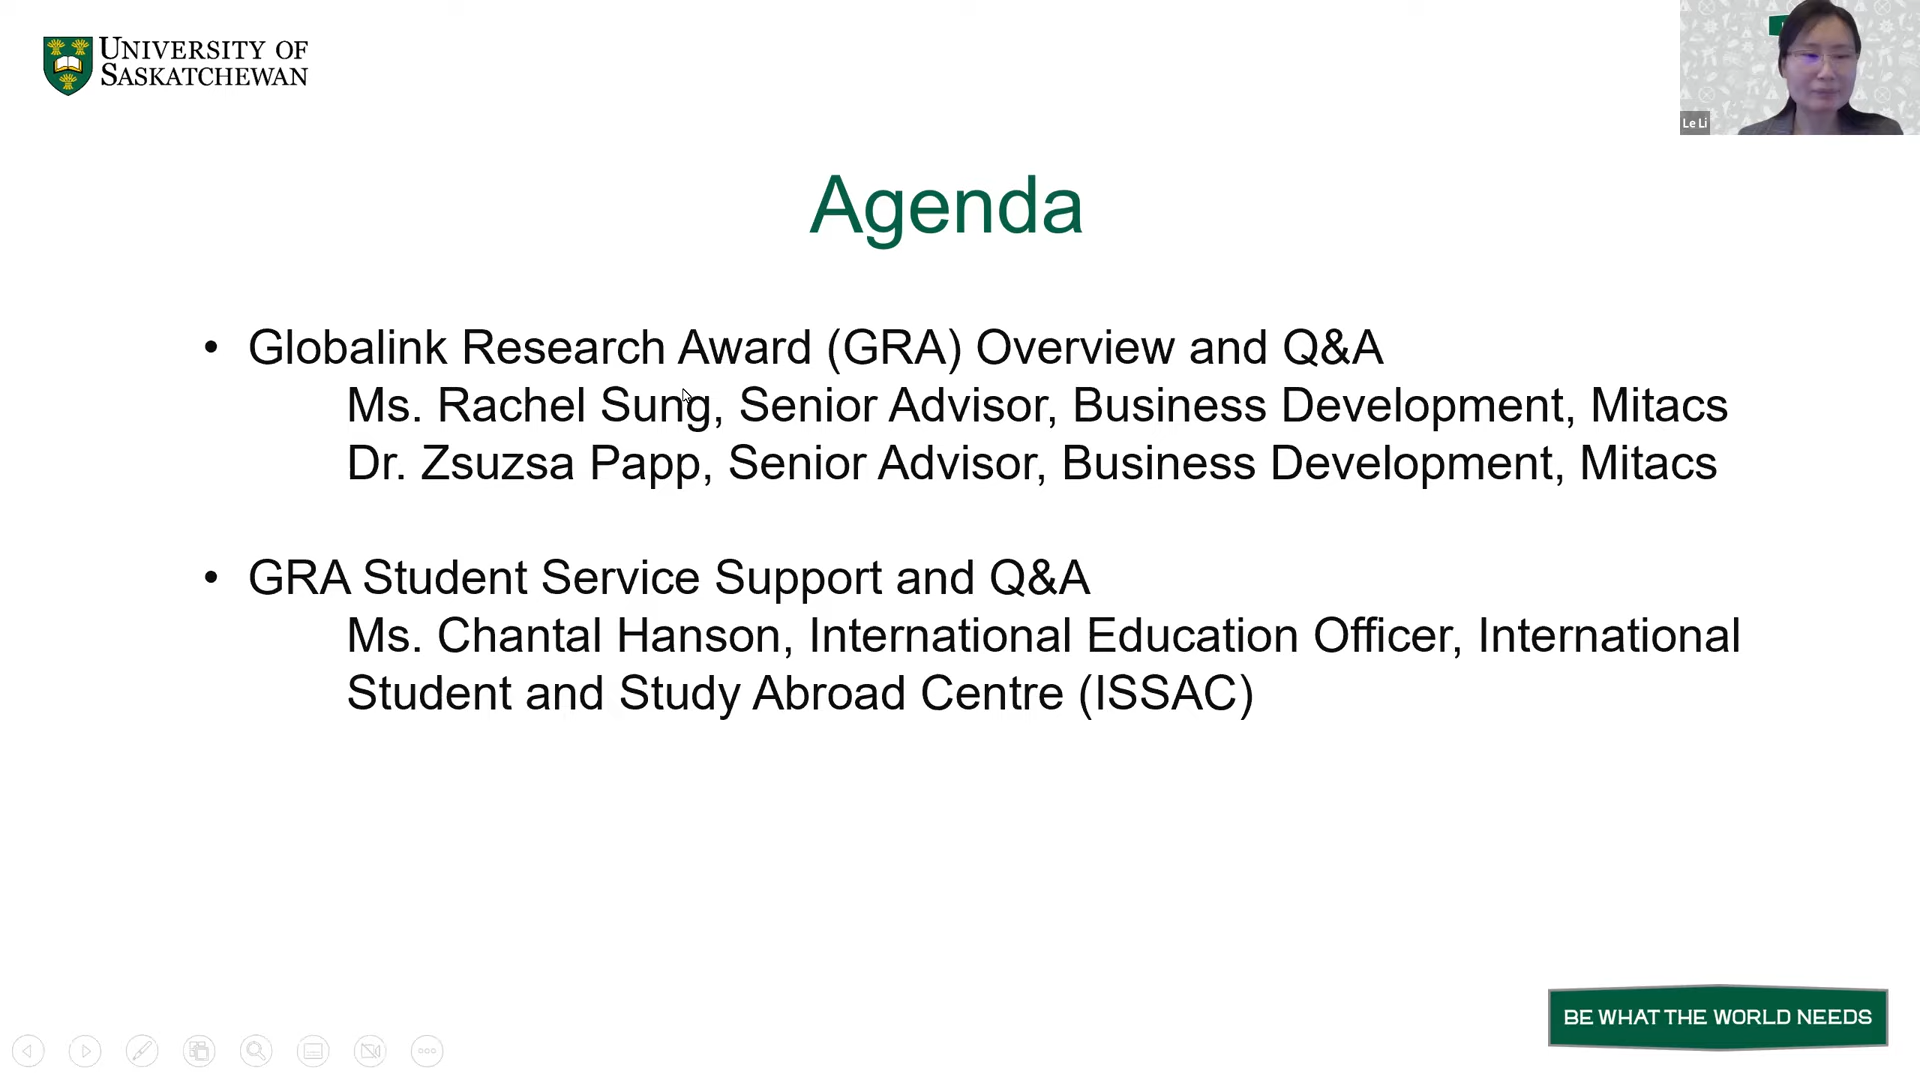 UNIVERSITY OF
SASKATCHEWAN
Le Li
Agenda
• Globalink Research Award (GRA) Overview and Q&A
Ms. Rachel Sung, Senior Advisor, Business Development, Mitacs
Dr. Zsuzsa Papp, Senior Advisor, Business Development, Mitacs
• GRA Student Service Support and Q&A
Ms. Chantal Hanson, International Education Officer, International
Student and Study Abroad Centre (ISSAC)
BE WHAT THE WORLD NEEDS